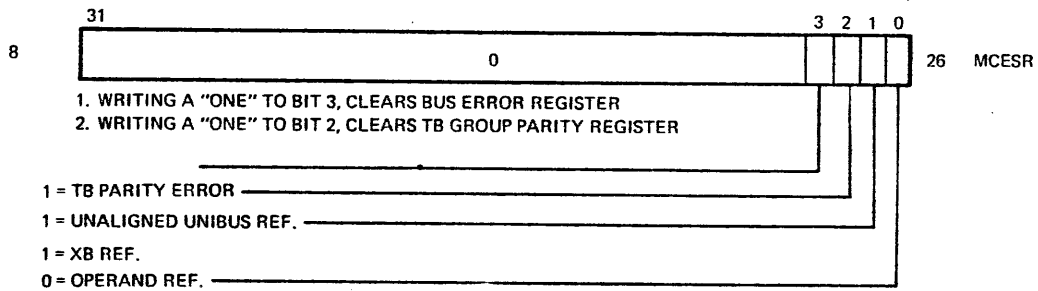 31 3 2 1 0
8 0 26 MCESR
1. WRITING A "ONE" TO BIT 3, CLEARS BUS ERROR REGISTER
2. WRITING A "ONE" TO BIT 2, CLEARS TB GROUP PARITY REGISTER
1 = TB PARITY ERROR
1 = UNALIGNED UNIBUS REF.
1 = XB REF.
0 = OPERAND REF.